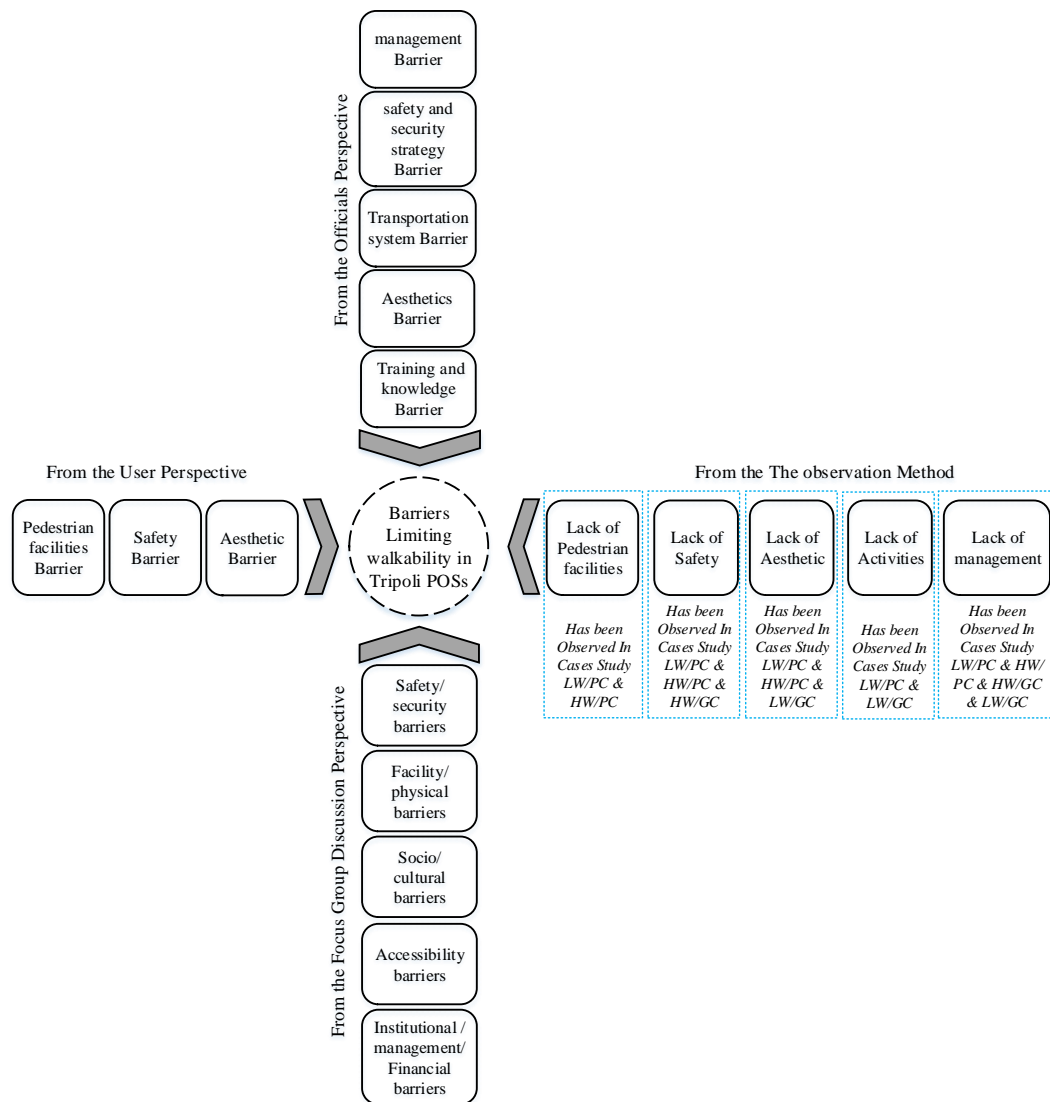 management
Barrier
safety and
security
strategy
Barrier
Transportation
system Barrier
Aesthetics
Barrier
Training and
knowledge
Barrier
From the Officials Perspective
From the User Perspective
Pedestrian
facilities
Barrier
Safety
Barrier
Aesthetic
Barrier
Barriers
Limiting
walkability in
Tripoli POSs
From the The observation Method
Lack of
Pedestrian
facilities
Has been
Observed In
Cases Study
LW/PC &
HW/PC
Lack of
Safety
Has been
Observed In
Cases Study
LW/PC &
HW/PC &
HW/GC
Lack of
Aesthetic
Has been
Observed In
Cases Study
LW/PC &
HW/PC &
LW/GC
Lack of
Activities
Has been
Observed In
Cases Study
LW/PC &
LW/GC
Lack of
management
Has been
Observed In
Cases Study
LW/PC & HW/
PC & HW/GC
& LW/GC
From the Focus Group Discussion Perspective
Safety/
security
barriers
Facility/
physical
barriers
Socio/
cultural
barriers
Accessibility
barriers
Institutional /
management/
Financial
barriers